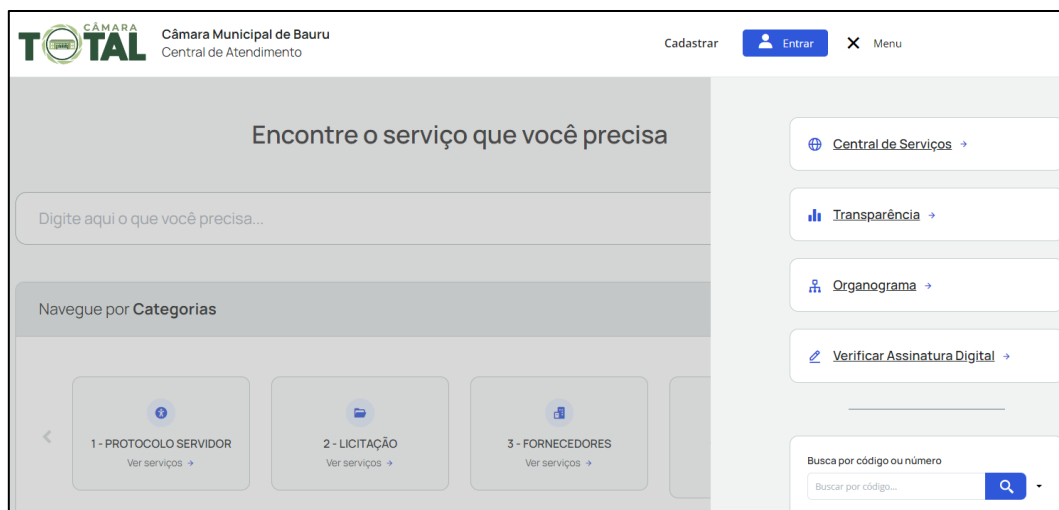 CÂMARA
TOTAL
Câmara Municipal de Bauru
Central de Atendimento
Cadastrar
Entrar
Menu
Encontre o serviço que você precisa
Digite aqui o que você precisa...
Navegue por Categorias
1 - PROTOCOLO SERVIDOR
Ver serviços
2 - LICITAÇÃO
Ver serviços
3 - FORNECEDORES
Ver serviços
Central de Serviços
Transparência
Organograma
Verificar Assinatura Digital
Busca por código ou número
Buscar por código...